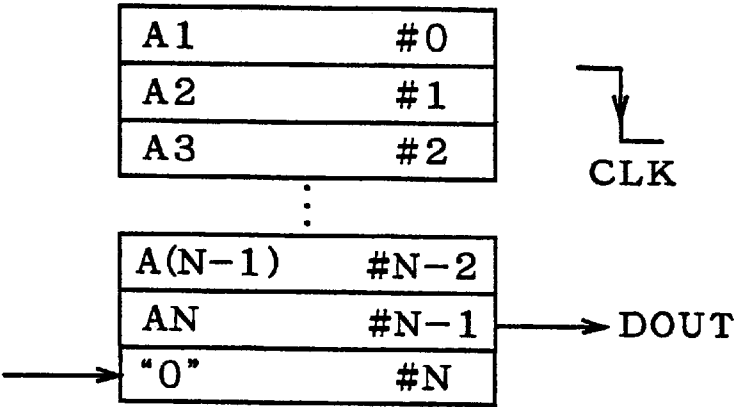 A1 #0
A2 #1
A3 #2
CLK
A(N-1) #N-2
AN #N-1
DOUT
"0" #N